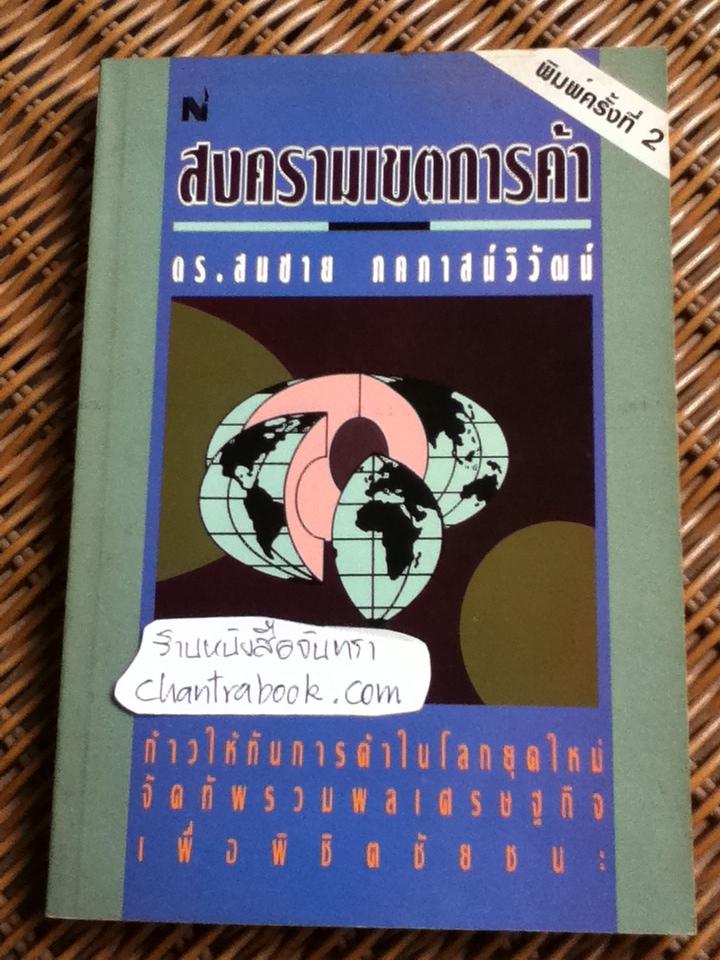 พิมพ์ครั้งที่ 2
N
สงครามเขตการค้า
ดร.สมชาย ภคภาสน์วิวัฒน์
ร้านหนังสือจันทรา
chantrabook.com
ก้าวให้ทันการค้าในโลกยุคใหม่
จัดทัพรวมพลเศรษฐกิจ
เพื่อพิชิตชัยชนะ